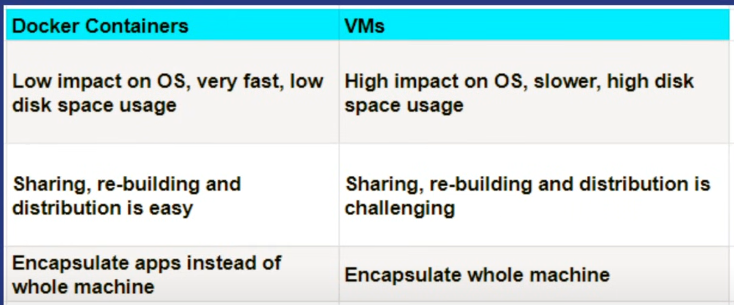 Docker Containers
VMs
Low impact on OS, very fast, low
disk space usage
High impact on OS, slower, high disk
space usage
Sharing, re-building and
distribution is easy
Sharing, re-building and distribution is
challenging
Encapsulate apps instead of
whole machine
Encapsulate whole machine